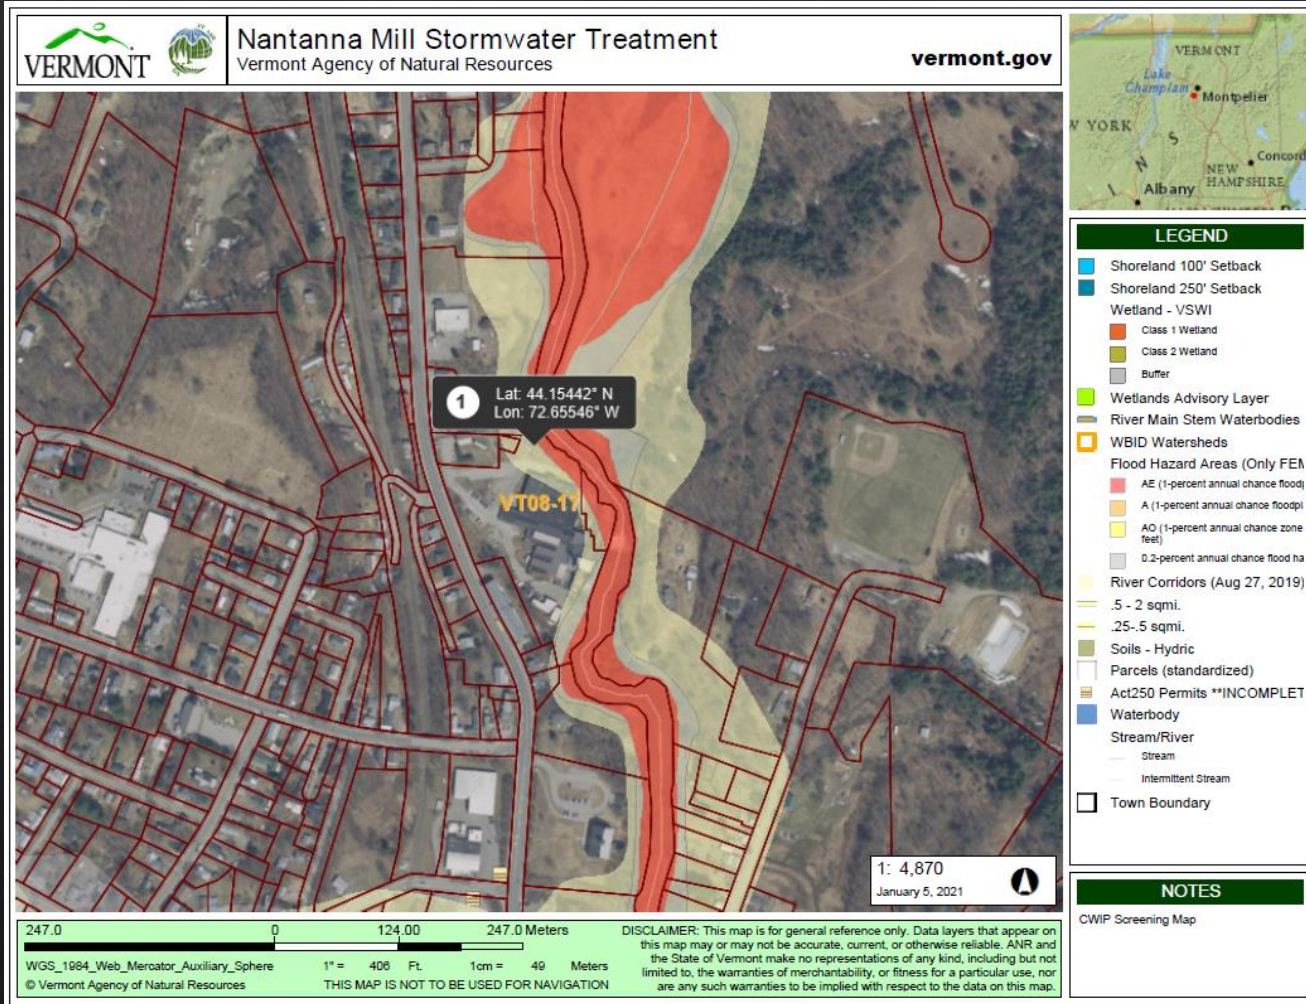 VERMONT
Nantanna Mill Stormwater Treatment
Vermont Agency of Natural Resources
vermont.gov
1
Lat: 44.15442° N
Lon: 72.65546° W
VT08-17
1: 4,870
January 5, 2021
VERMONT
Lake
Champlain
Montpelier
W YORK
NEW
HAMPSHIRE
Concord
Albany
I N S
LEGEND
Shoreland 100' Setback
Shoreland 250' Setback
Wetland - VSWI
Class 1 Wetland
Class 2 Wetland
Buffer
Wetlands Advisory Layer
River Main Stem Waterbodies
WBID Watersheds
Flood Hazard Areas (Only FEM
AE (1-percent annual chance floodp
A (1-percent annual chance floodpl
AO (1-percent annual chance zone
feet)
0.2-percent annual chance flood ha
River Corridors (Aug 27, 2019)
.5 - 2 sqmi.
.25-.5 sqmi.
Soils - Hydric
Parcels (standardized)
Act250 Permits **INCOMPLET
Waterbody
Stream/River
Stream
Intermittent Stream
Town Boundary
NOTES
CWIP Screening Map
247.0 0 124.00 247.0 Meters
WGS_1984_Web_Mercator_Auxiliary_Sphere 1" = 406 Ft. 1cm = 49 Meters
© Vermont Agency of Natural Resources THIS MAP IS NOT TO BE USED FOR NAVIGATION
DISCLAIMER: This map is for general reference only. Data layers that appear on
this map may or may not be accurate, current, or otherwise reliable. ANR and
the State of Vermont make no representations of any kind, including but not
limited to, the warranties of merchantability, or fitness for a particular use, nor
are any such warranties to be implied with respect to the data on this map.